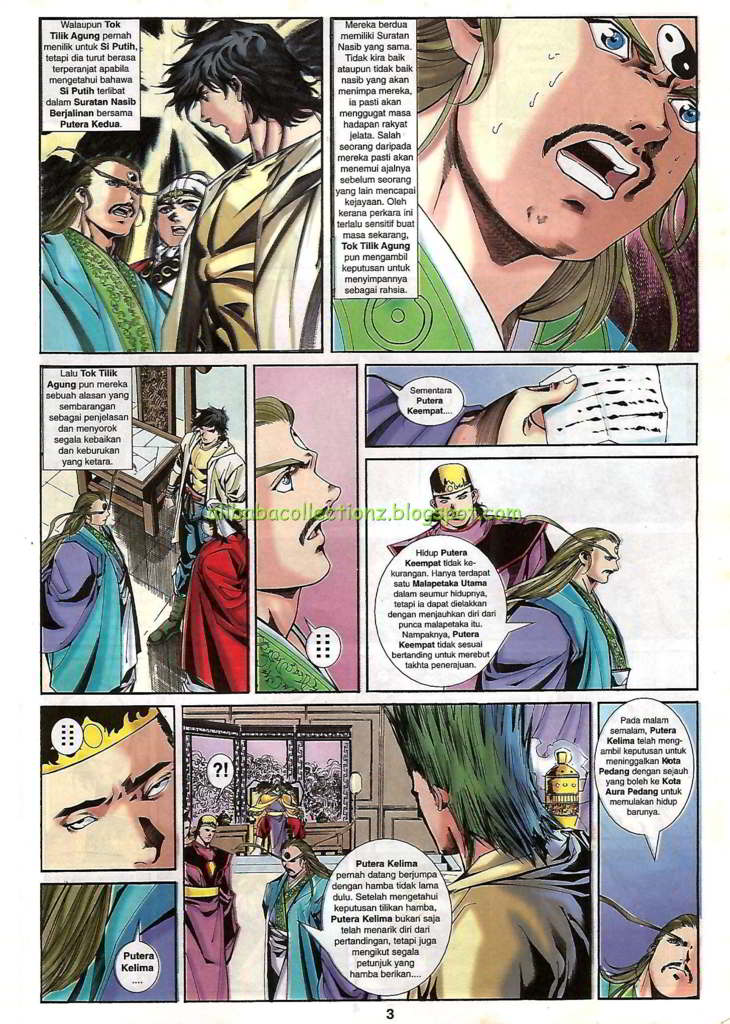 Walaupun Tok
Tilik Agung pernah
menilik untuk Si Putih,
tetapi dia turut berasa
terperanjat apabila
mengetahui bahawa
Si Putih terlibat
dalam Suratan Nasib
Berjalinan bersama
Putera Kedua.
Mereka berdua
memiliki Suratan
Nasib yang sama.
Tidak kira baik
ataupun tidak baik
nasib yang akan
menimpa mereka,
ia pasti akan
menggugat masa
hadapan rakyat
jelata. Salah
seorang daripada
mereka pasti akan
menemui ajalnya
sebelum seorang
yang lain mencapai
kejayaan. Oleh
kerana perkara ini
terlalu sensitif buat
masa sekarang,
Tok Tilik Agung
pun mengambil
keputusan untuk
menyimpannya
sebagai rahsia.
Lalu Tok Tilik
Agung pun mereka
sebuah alasan yang
sembarangan
sebagai penjelasan
dan menyorok
segala kebaikan
dan keburukan
yang ketara.
Sementara
Putera
Keempat....
alibabacollectionz.blogspot.com
Hidup Putera
Keempat tidak ke-
kurangan. Hanya terdapat
satu Malapetaka Utama
dalam seumur hidupnya,
tetapi ia dapat dielakkan
dengan menjauhkan diri dari
punca malapetaka itu.
Nampaknya, Putera
Keempat tidak sesuai
bertanding untuk merebut
takhta penerajuan.
?!
Putera
Kelima
....
Putera Kelima
pernah datang berjumpa
dengan hamba tidak lama
dulu. Setelah mengetahui
keputusan tilikan hamba,
Putera Kelima bukan saja
telah menarik diri dari
pertandingan, tetapi juga
mengikut segala
petunjuk yang
hamba berikan....
Pada malam
semalam, Putera
Kelima telah meng-
ambil keputusan untuk
meninggalkan Kota
Pedang dengan sejauh
yang boleh ke Kota
Aura Pedang untuk
memulakan hidup
barunya.
3